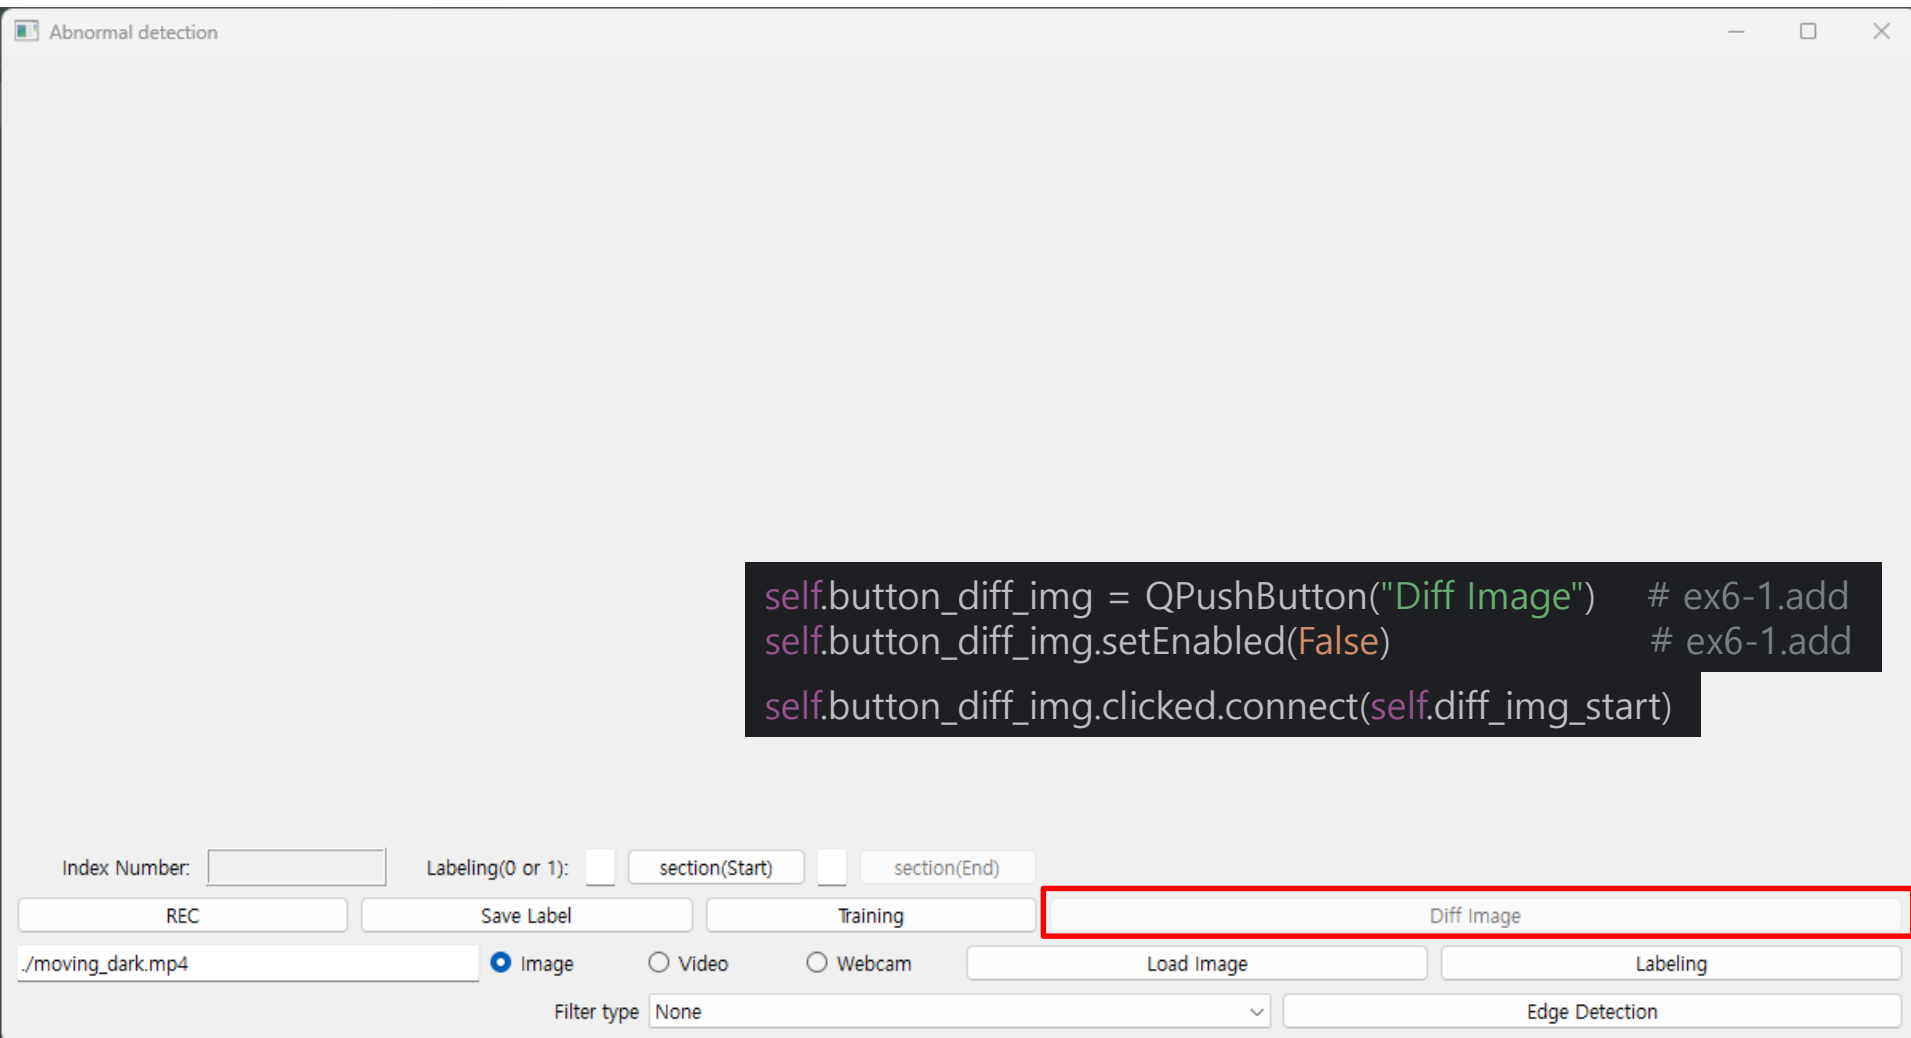 Abnormal detection
self.button_diff_img = QPushButton("Diff Image") # ex6-1.add
self.button_diff_img.setEnabled(False) # ex6-1.add
self.button_diff_img.clicked.connect(self.diff_img_start)
Index Number: Labeling(0 or 1): section(Start) section(End)
REC Save Label Training Diff Image
./moving_dark.mp4 Image Video Webcam Load Image Labeling
Filter type None Edge Detection